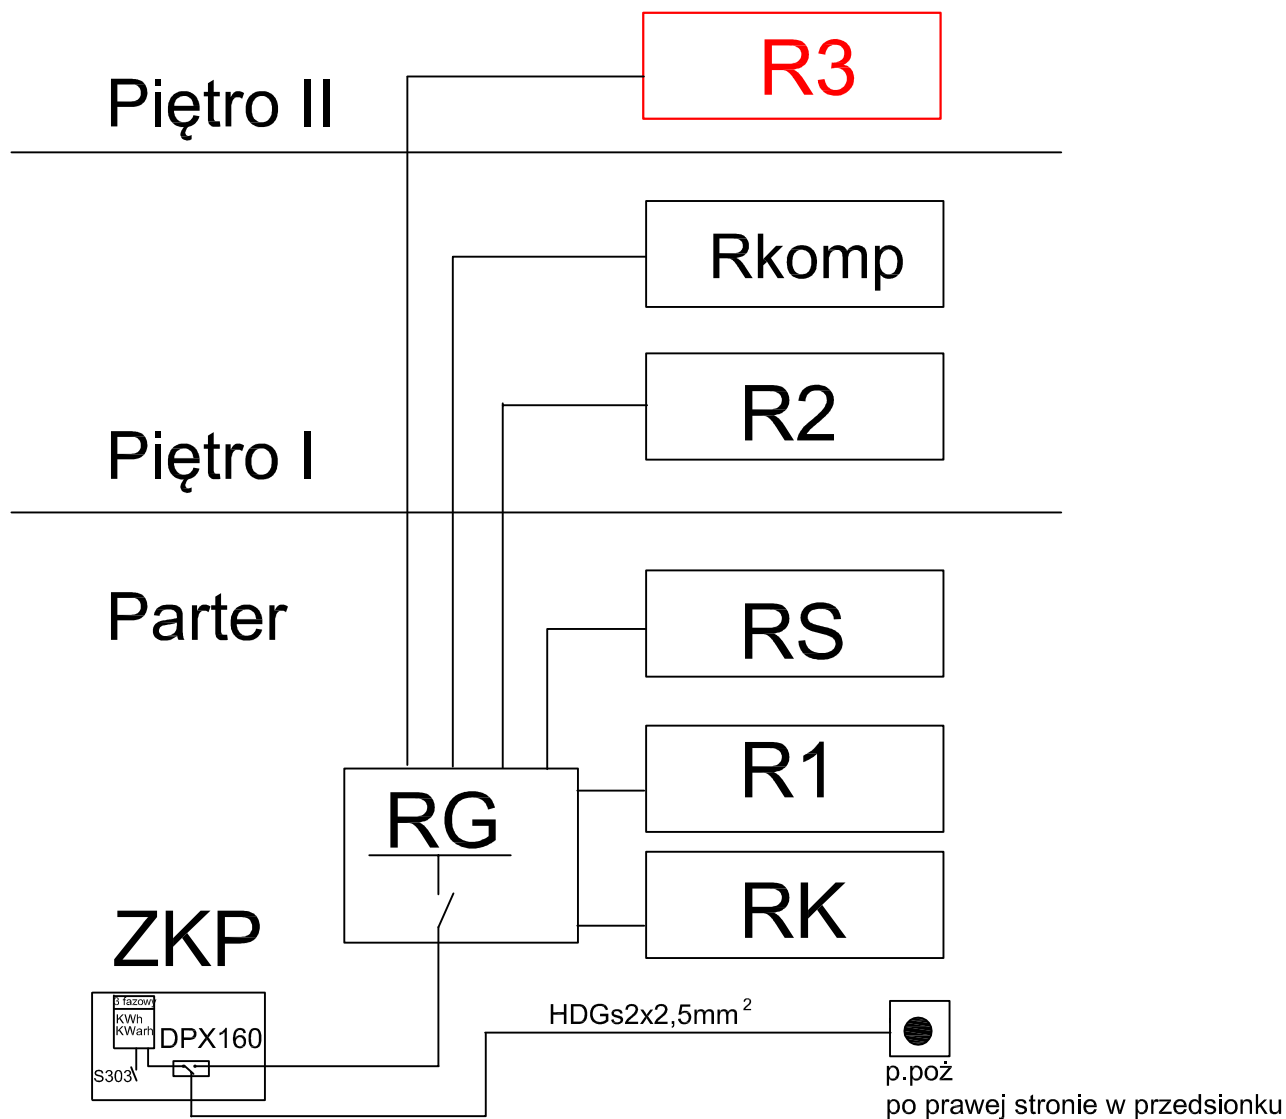 R3
Piętro II
Rkomp
R2
Piętro I
RS
Parter
R1
RG
RK
ZKP
3 fazowy
KWh
KWarh
DPX160
S303
HDGs2x2,5mm²
p.poż
po prawej stronie w przedsionku